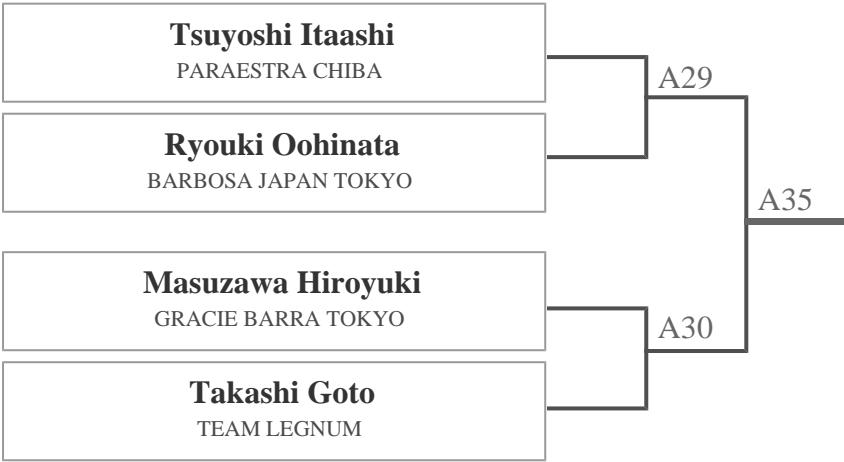 Tsuyoshi Itaashi
PARAESTRA CHIBA
A29
Ryouki Oohinata
BARBOSA JAPAN TOKYO
A35
Masuzawa Hiroyuki
GRACIE BARRA TOKYO
A30
Takashi Goto
TEAM LEGNUM